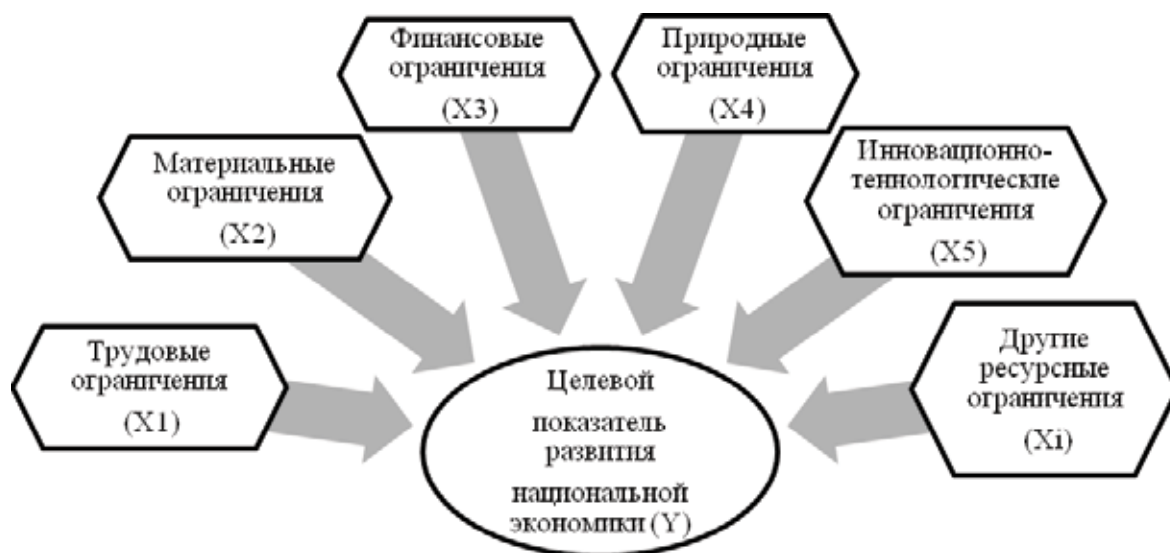 Финансовые
ограничения
(X3)
Природные
ограничения
(X4)
Материальные
ограничения
(X2)
Инновационно-
теннологические
ограничения
(X5)
Трудовые
ограничения
(X1)
Другие
ресурсные
ограничения
(Xi)
Целевой
показатель
развития
национальной
экономики (Y)